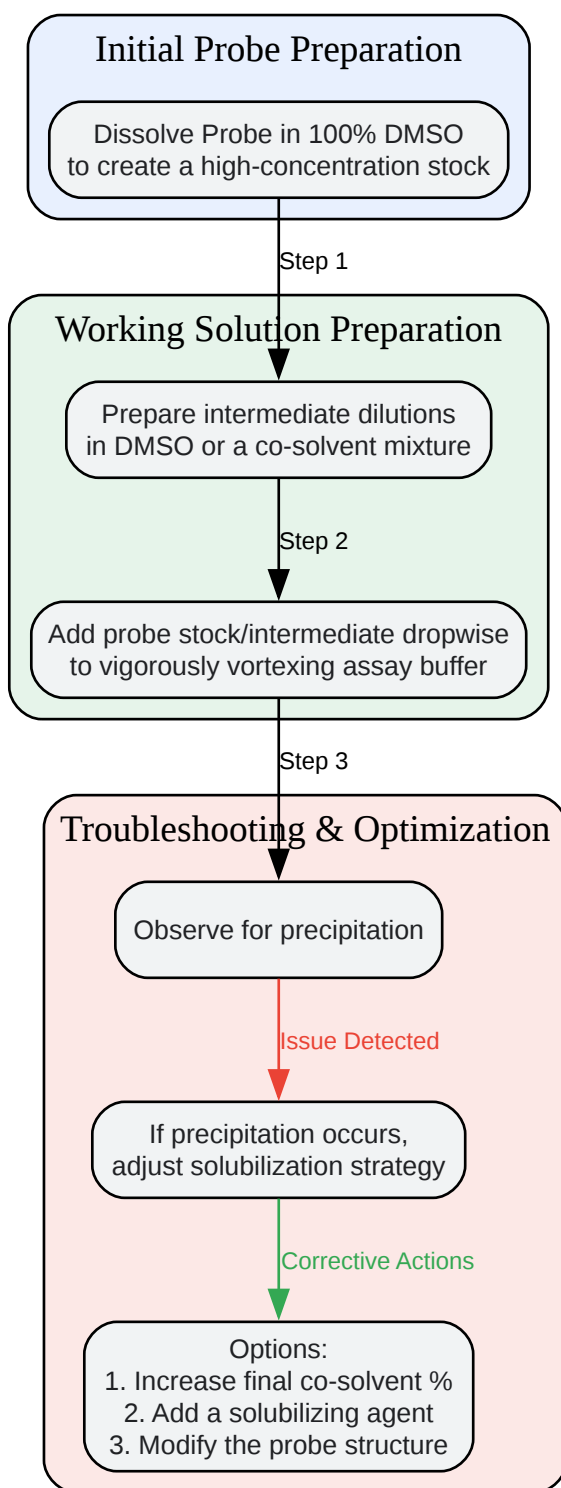 Initial Probe Preparation
Dissolve Probe in 100% DMSO
to create a high-concentration stock
Step 1
Working Solution Preparation
Prepare intermediate dilutions
in DMSO or a co-solvent mixture
Step 2
Add probe stock/intermediate dropwise
to vigorously vortexing assay buffer
Step 3
Troubleshooting & Optimization
Observe for precipitation
Issue Detected
If precipitation occurs,
adjust solubilization strategy
Corrective Actions
Options:
1. Increase final co-solvent %
2. Add a solubilizing agent
3. Modify the probe structure